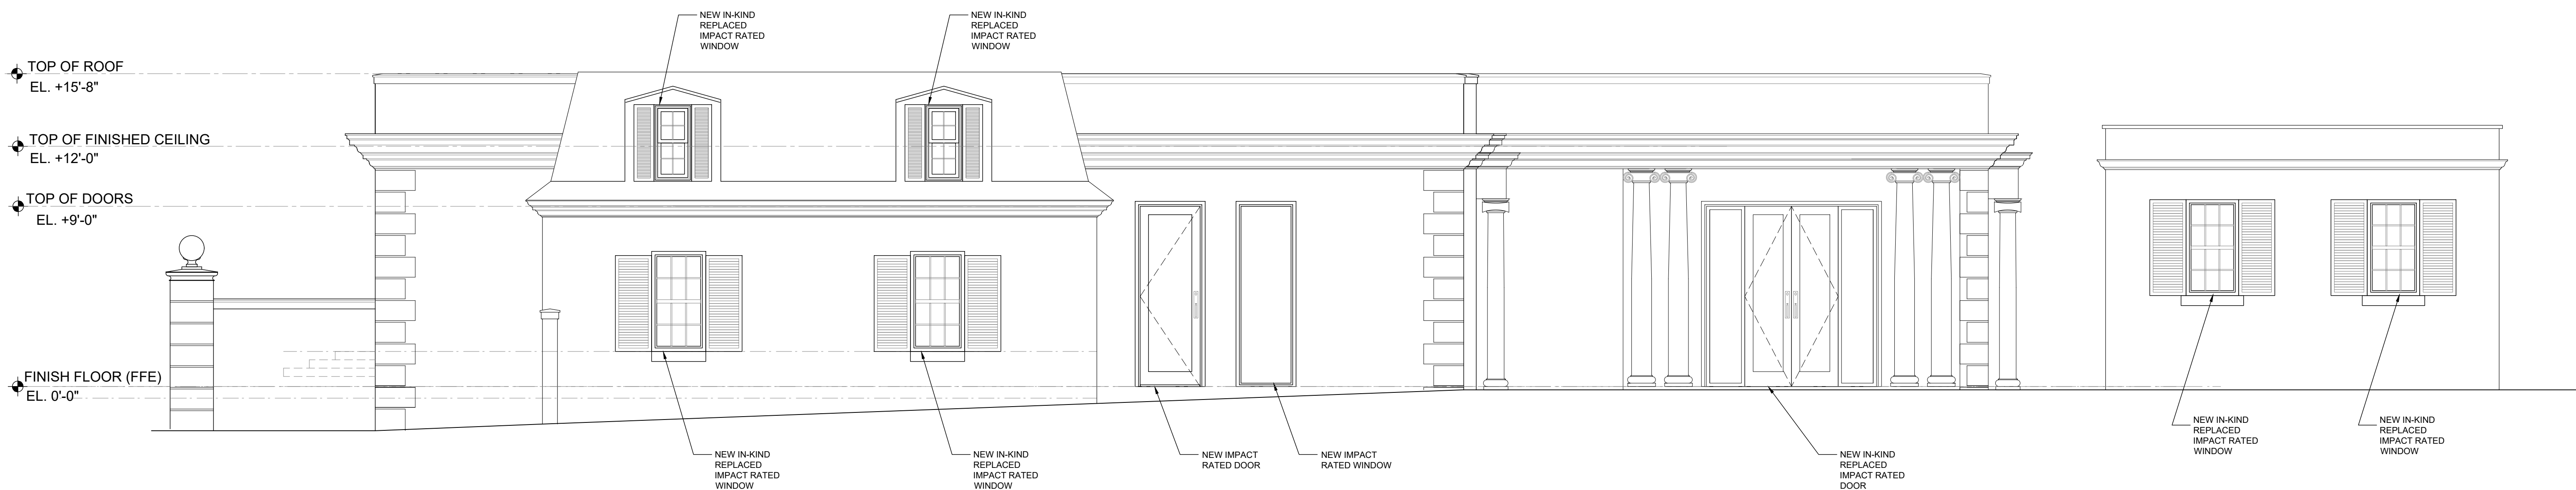 NEW IN-KIND
REPLACED
IMPACT RATED
WINDOW
NEW IN-KIND
REPLACED
IMPACT RATED
WINDOW
TOP OF ROOF
EL. +15'-8"
TOP OF FINISHED CEILING
EL. +12'-0"
TOP OF DOORS
EL. +9'-0"
FINISH FLOOR (FFE)
EL. 0'-0"
NEW IN-KIND
REPLACED
IMPACT RATED
WINDOW
NEW IN-KIND
REPLACED
IMPACT RATED
WINDOW
NEW IMPACT
RATED DOOR
NEW IMPACT
RATED WINDOW
NEW IN-KIND
REPLACED
IMPACT RATED
DOOR
NEW IN-KIND
REPLACED
IMPACT RATED
WINDOW
NEW IN-KIND
REPLACED
IMPACT RATED
WINDOW